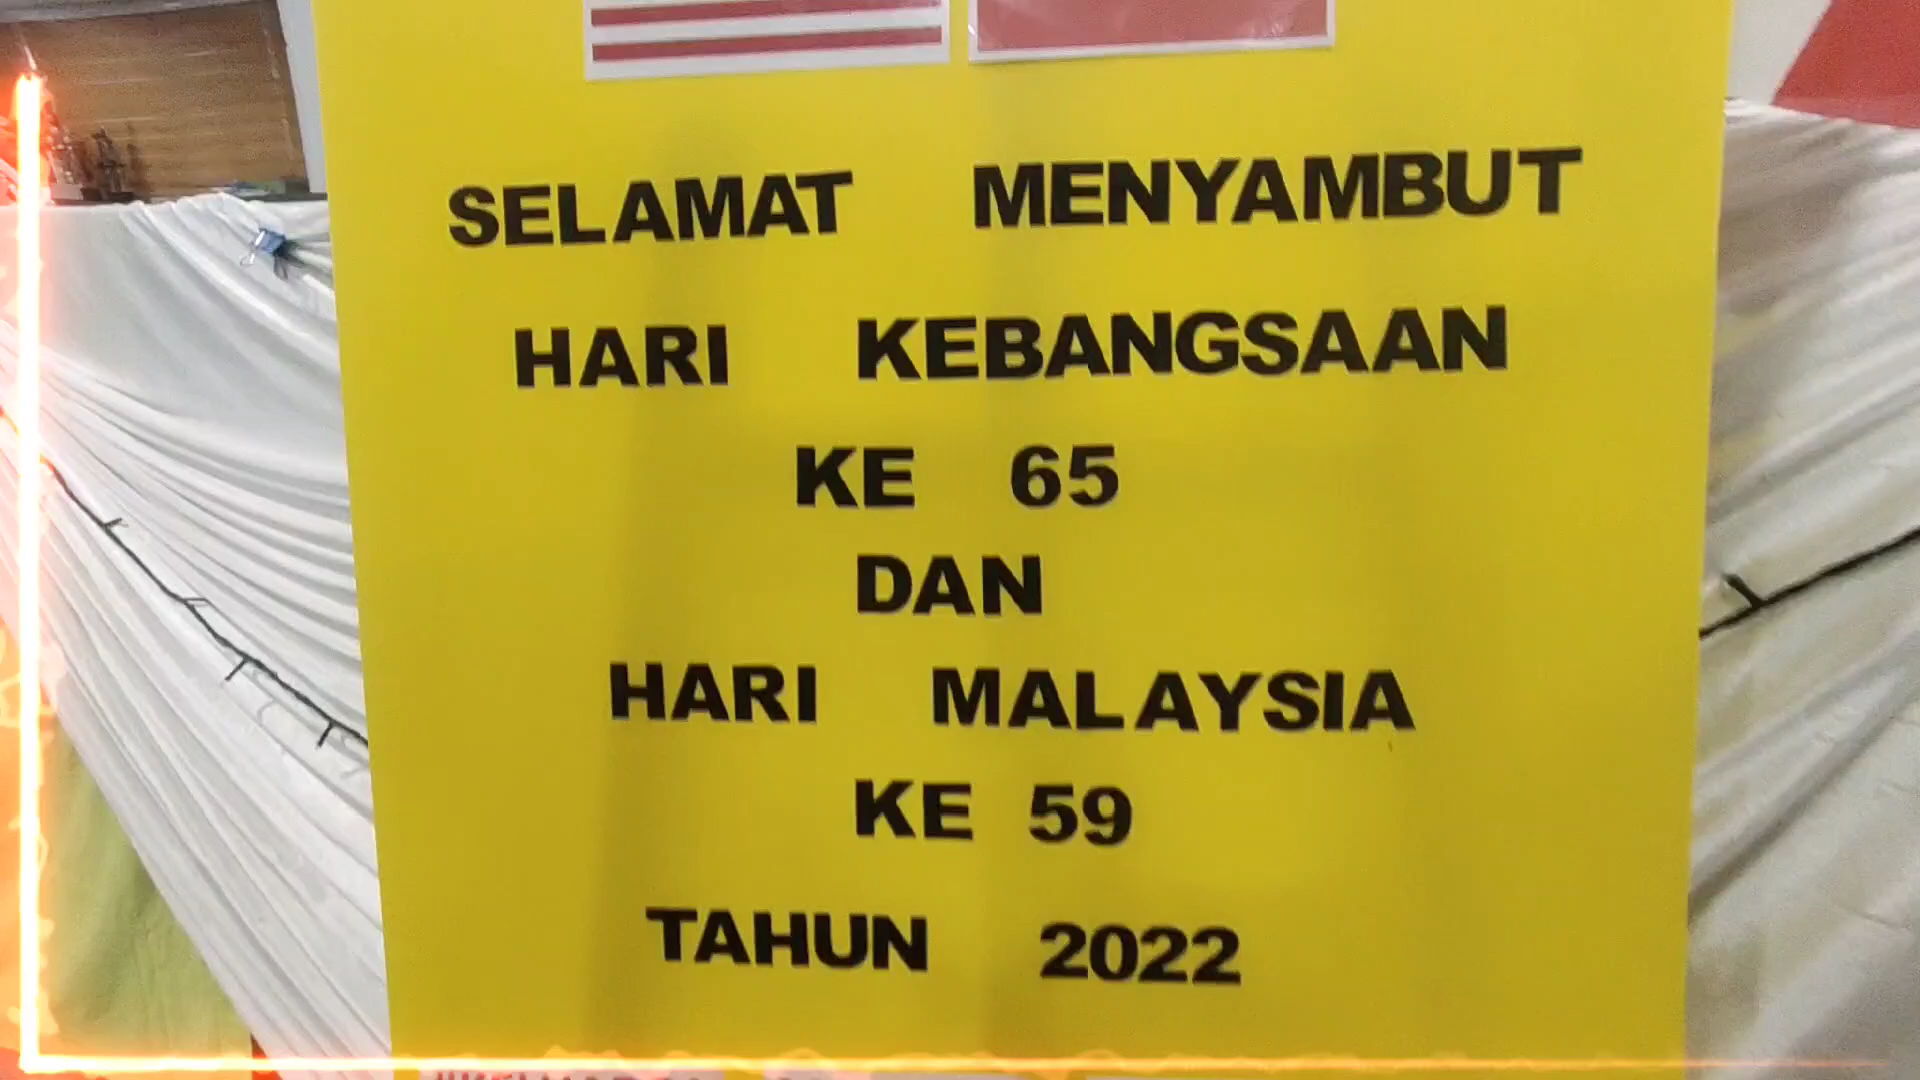 SELAMAT MENYAMBUT
HARI KEBANGSAAN
KE 65
DAN
HARI MALAYSIA
KE 59
TAHUN 2022